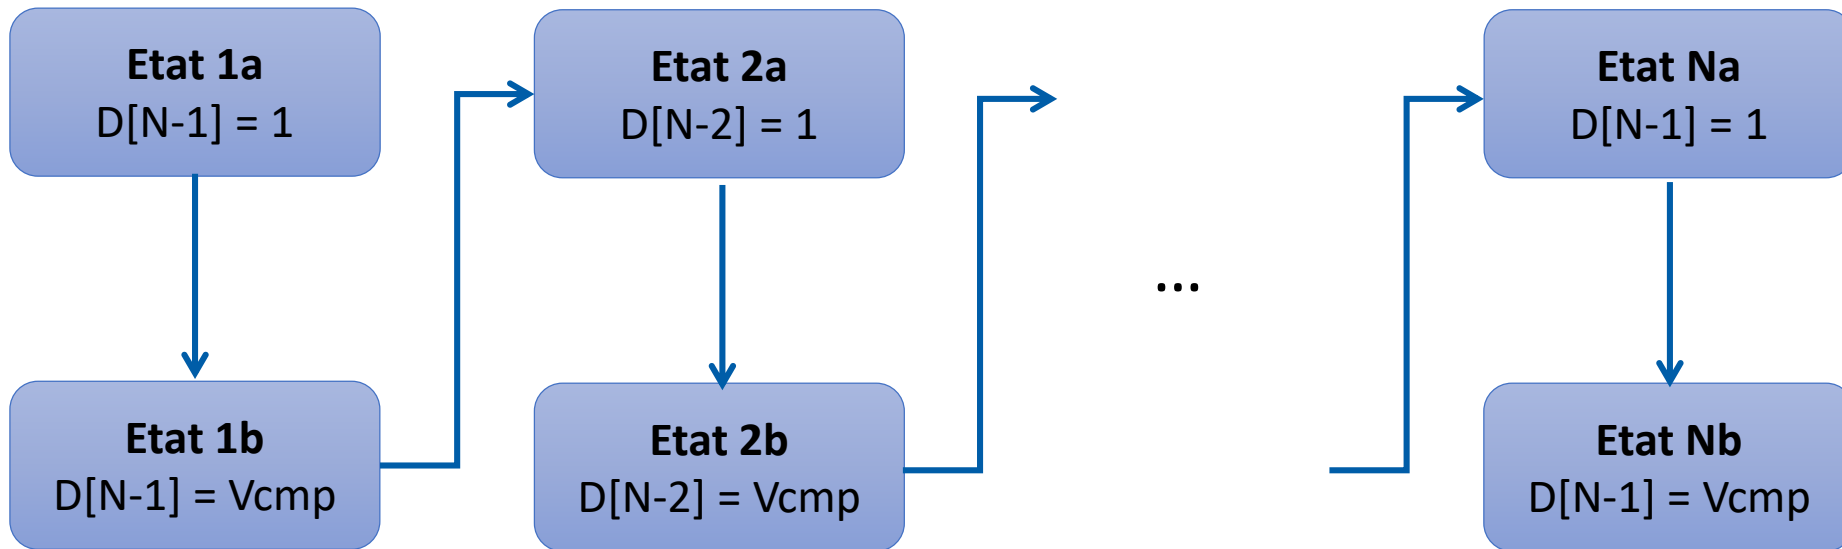 Etat 1a
D[N-1] = 1
Etat 2a
D[N-2] = 1
Etat Na
D[N-1] = 1
...
Etat 1b
D[N-1] = Vcmp
Etat 2b
D[N-2] = Vcmp
Etat Nb
D[N-1] = Vcmp